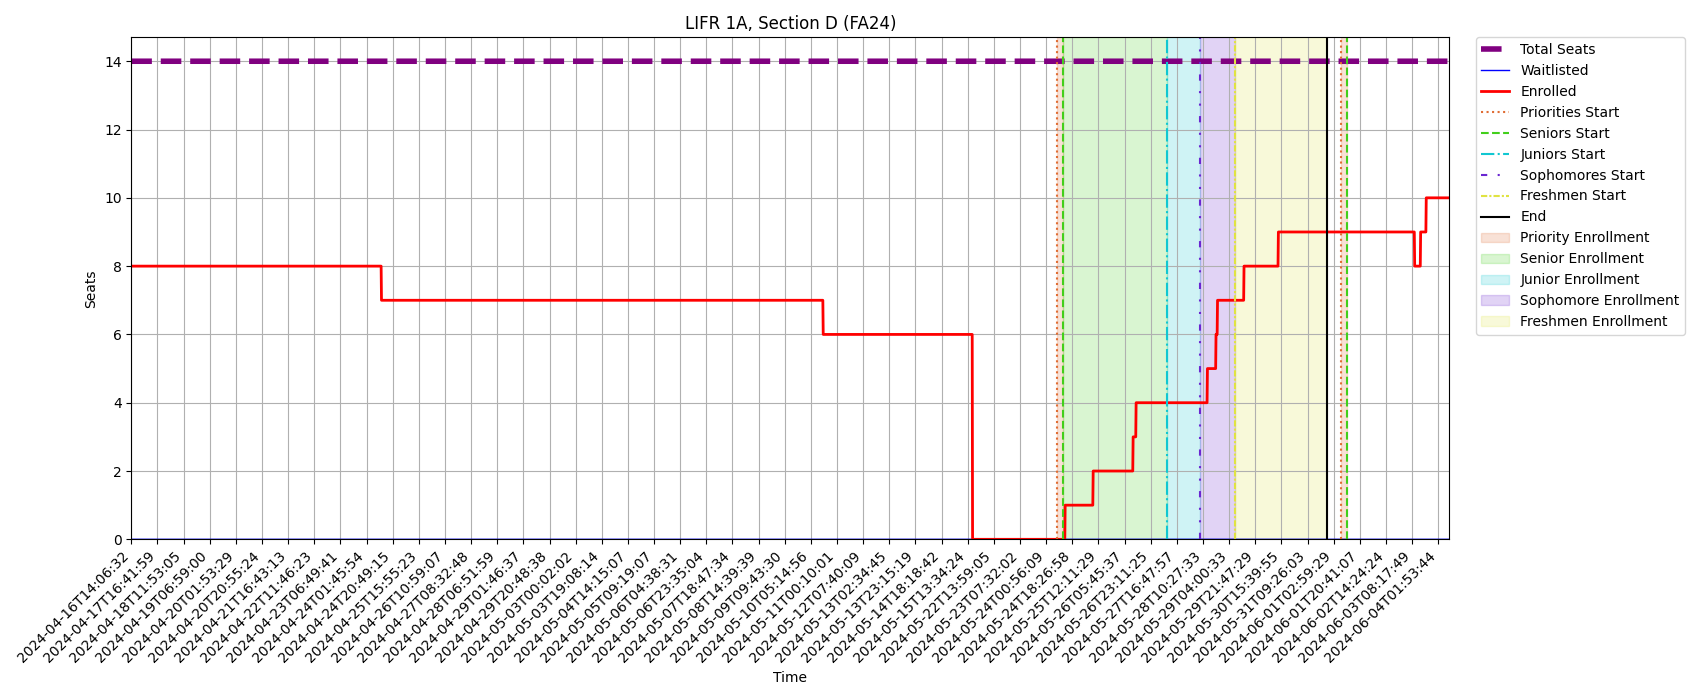 LIFR 1A, Section D (FA24)
Seats
14
12
10
8
6
4
2
0
2024-04-16T14:06:32
2024-04-17T16:41:59
2024-04-18T11:53:05
2024-04-19T06:59:00
2024-04-20T01:53:29
2024-04-20T20:55:24
2024-04-21T16:43:13
2024-04-22T11:46:23
2024-04-23T06:49:41
2024-04-24T01:45:54
2024-04-24T20:49:15
2024-04-25T15:55:23
2024-04-26T10:59:07
2024-04-27T08:32:48
2024-04-28T06:51:59
2024-04-29T01:46:37
2024-04-29T20:48:38
2024-05-03T00:02:02
2024-05-03T19:08:14
2024-05-04T14:15:07
2024-05-05T09:19:07
2024-05-06T04:38:31
2024-05-06T23:35:04
2024-05-07T18:47:34
2024-05-08T14:39:39
2024-05-09T09:43:30
2024-05-10T05:14:56
2024-05-11T00:10:01
2024-05-12T07:40:09
2024-05-13T02:34:45
2024-05-13T23:15:19
2024-05-14T18:18:42
2024-05-15T13:34:24
2024-05-22T13:59:05
2024-05-23T07:32:02
2024-05-24T00:56:09
2024-05-24T18:26:58
2024-05-25T12:11:29
2024-05-26T05:45:37
2024-05-26T23:11:25
2024-05-27T16:47:57
2024-05-28T10:27:33
2024-05-29T04:00:33
2024-05-29T21:47:29
2024-05-30T15:39:55
2024-05-31T09:26:03
2024-06-01T02:59:29
2024-06-01T20:41:07
2024-06-02T14:24:24
2024-06-03T08:17:49
2024-06-04T01:53:44
Time
Total Seats
Waitlisted
Enrolled
Priorities Start
Seniors Start
Juniors Start
Sophomores Start
Freshmen Start
End
Priority Enrollment
Senior Enrollment
Junior Enrollment
Sophomore Enrollment
Freshmen Enrollment